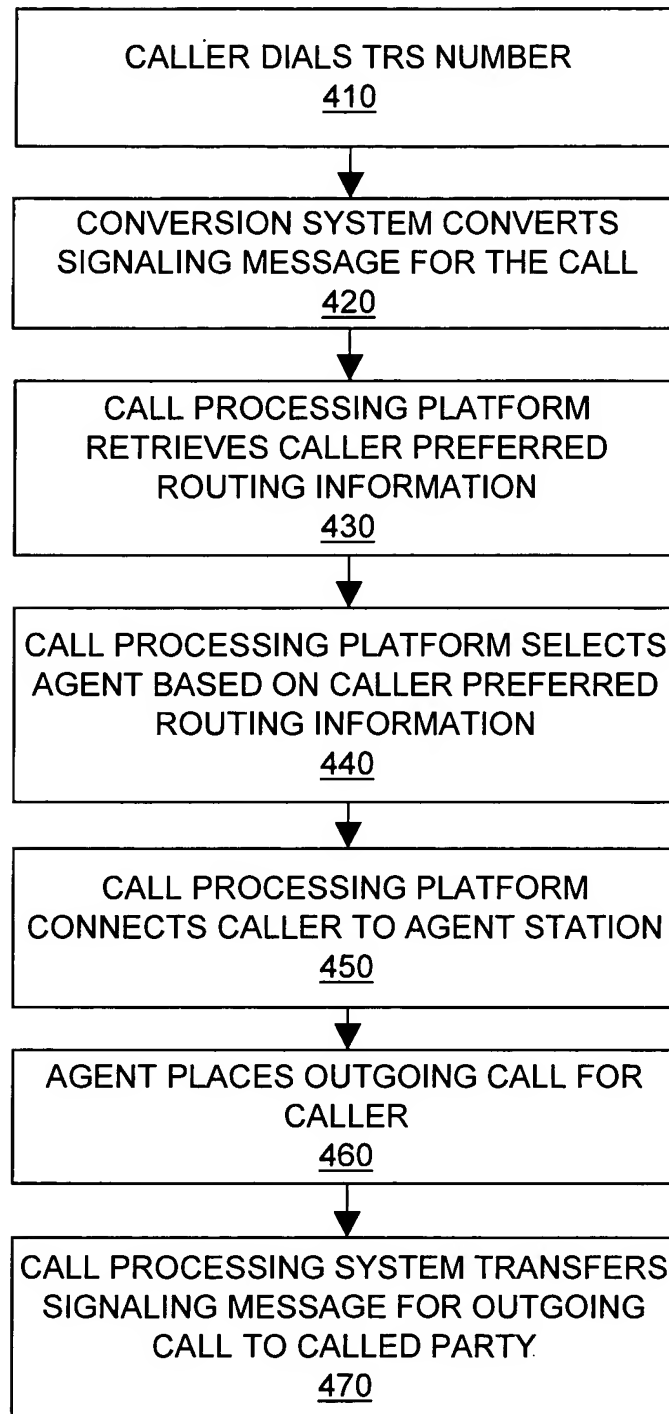 CALLER DIALS TRS NUMBER
410
CONVERSION SYSTEM CONVERTS
SIGNALING MESSAGE FOR THE CALL
420
CALL PROCESSING PLATFORM
RETRIEVES CALLER PREFERRED
ROUTING INFORMATION
430
CALL PROCESSING PLATFORM SELECTS
AGENT BASED ON CALLER PREFERRED
ROUTING INFORMATION
440
CALL PROCESSING PLATFORM
CONNECTS CALLER TO AGENT STATION
450
AGENT PLACES OUTGOING CALL FOR
CALLER
460
CALL PROCESSING SYSTEM TRANSFERS
SIGNALING MESSAGE FOR OUTGOING
CALL TO CALLED PARTY
470